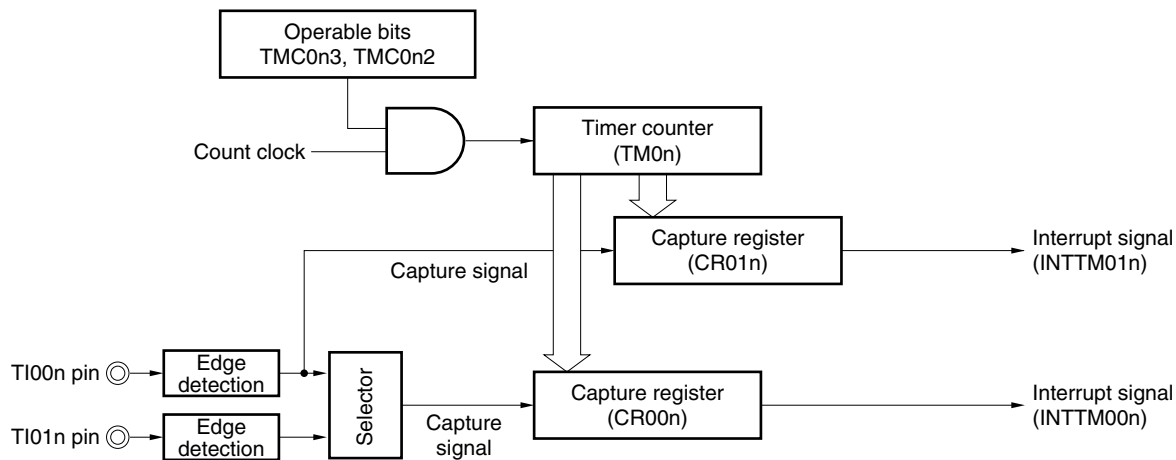 Operable bits
TMC0n3, TMC0n2
Count clock
Timer counter
(TM0n)
Capture signal
Capture register
(CR01n)
Interrupt signal
(INTTM01n)
TI00n pin
Edge
detection
TI01n pin
Edge
detection
Selector
Capture
signal
Capture register
(CR00n)
Interrupt signal
(INTTM00n)